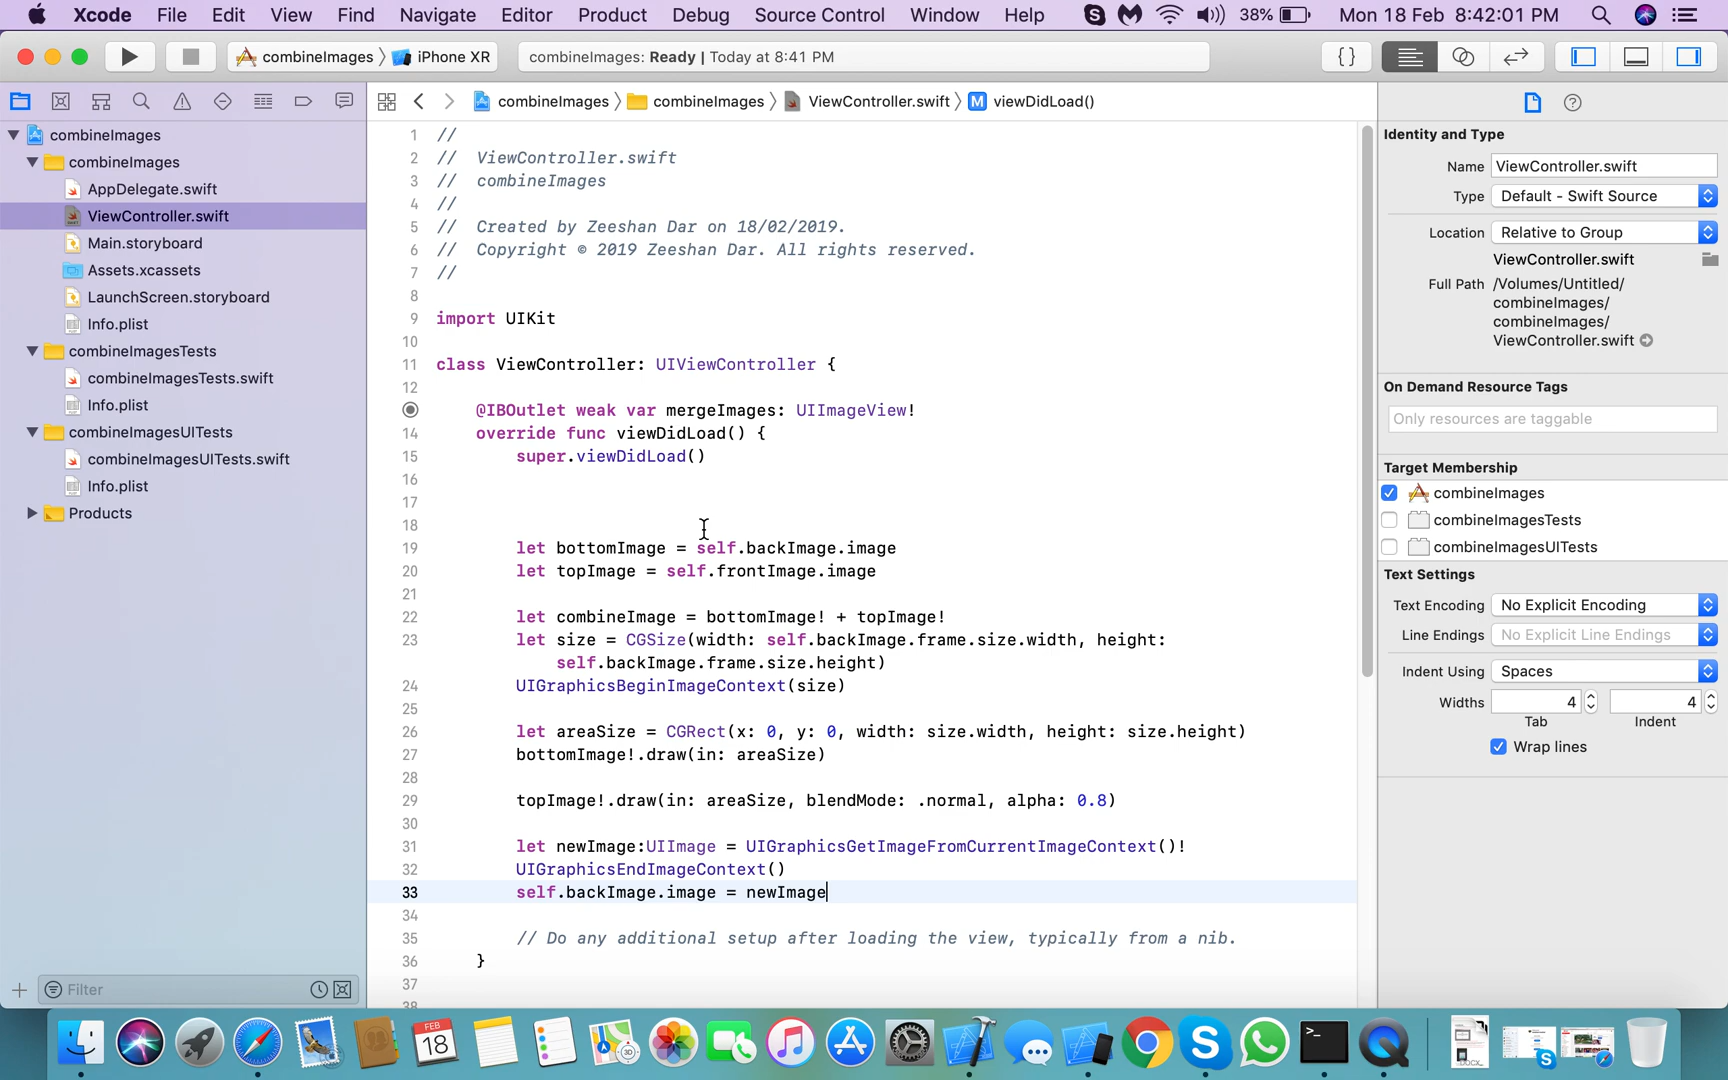 Xcode File Edit View Find Navigate Editor Product Debug Source Control Window Help 38% Mon 18 Feb 8:42:01 PM
combineImages iPhone XR combineImages: Ready | Today at 8:41 PM { }
combineImages combineImages ViewController.swift M viewDidLoad()
combineImages
combineImages
AppDelegate.swift
ViewController.swift
Main.storyboard
Assets.xcassets
LaunchScreen.storyboard
Info.plist
combineImagesTests
combineImagesTests.swift
Info.plist
combineImagesUITests
combineImagesUITests.swift
Info.plist
Products
Filter
1 //
2 // ViewController.swift
3 // combineImages
4 //
5 // Created by Zeeshan Dar on 18/02/2019.
6 // Copyright © 2019 Zeeshan Dar. All rights reserved.
7 //
8
9 import UIKit
10
11 class ViewController: UIViewController {
12
@IBOutlet weak var mergeImages: UIImageView!
14 override func viewDidLoad() {
15 super.viewDidLoad()
16
17
18
19 let bottomImage = self.backImage.image
20 let topImage = self.frontImage.image
21
22 let combineImage = bottomImage! + topImage!
23 let size = CGSize(width: self.backImage.frame.size.width, height:
self.backImage.frame.size.height)
24 UIGraphicsBeginImageContext(size)
25
26 let areaSize = CGRect(x: 0, y: 0, width: size.width, height: size.height)
27 bottomImage!.draw(in: areaSize)
28
29 topImage!.draw(in: areaSize, blendMode: .normal, alpha: 0.8)
30
31 let newImage:UIImage = UIGraphicsGetImageFromCurrentImageContext()!
32 UIGraphicsEndImageContext()
33 self.backImage.image = newImage
34
35 // Do any additional setup after loading the view, typically from a nib.
36 }
37
38
Identity and Type
Name ViewController.swift
Type Default - Swift Source
Location Relative to Group
ViewController.swift
Full Path /Volumes/Untitled/
combineImages/
combineImages/
ViewController.swift
On Demand Resource Tags
Only resources are taggable
Target Membership
combineImages
combineImagesTests
combineImagesUITests
Text Settings
Text Encoding No Explicit Encoding
Line Endings No Explicit Line Endings
Indent Using Spaces
Widths 4 4
Tab Indent
Wrap lines
FEB
18
3D
DOCX